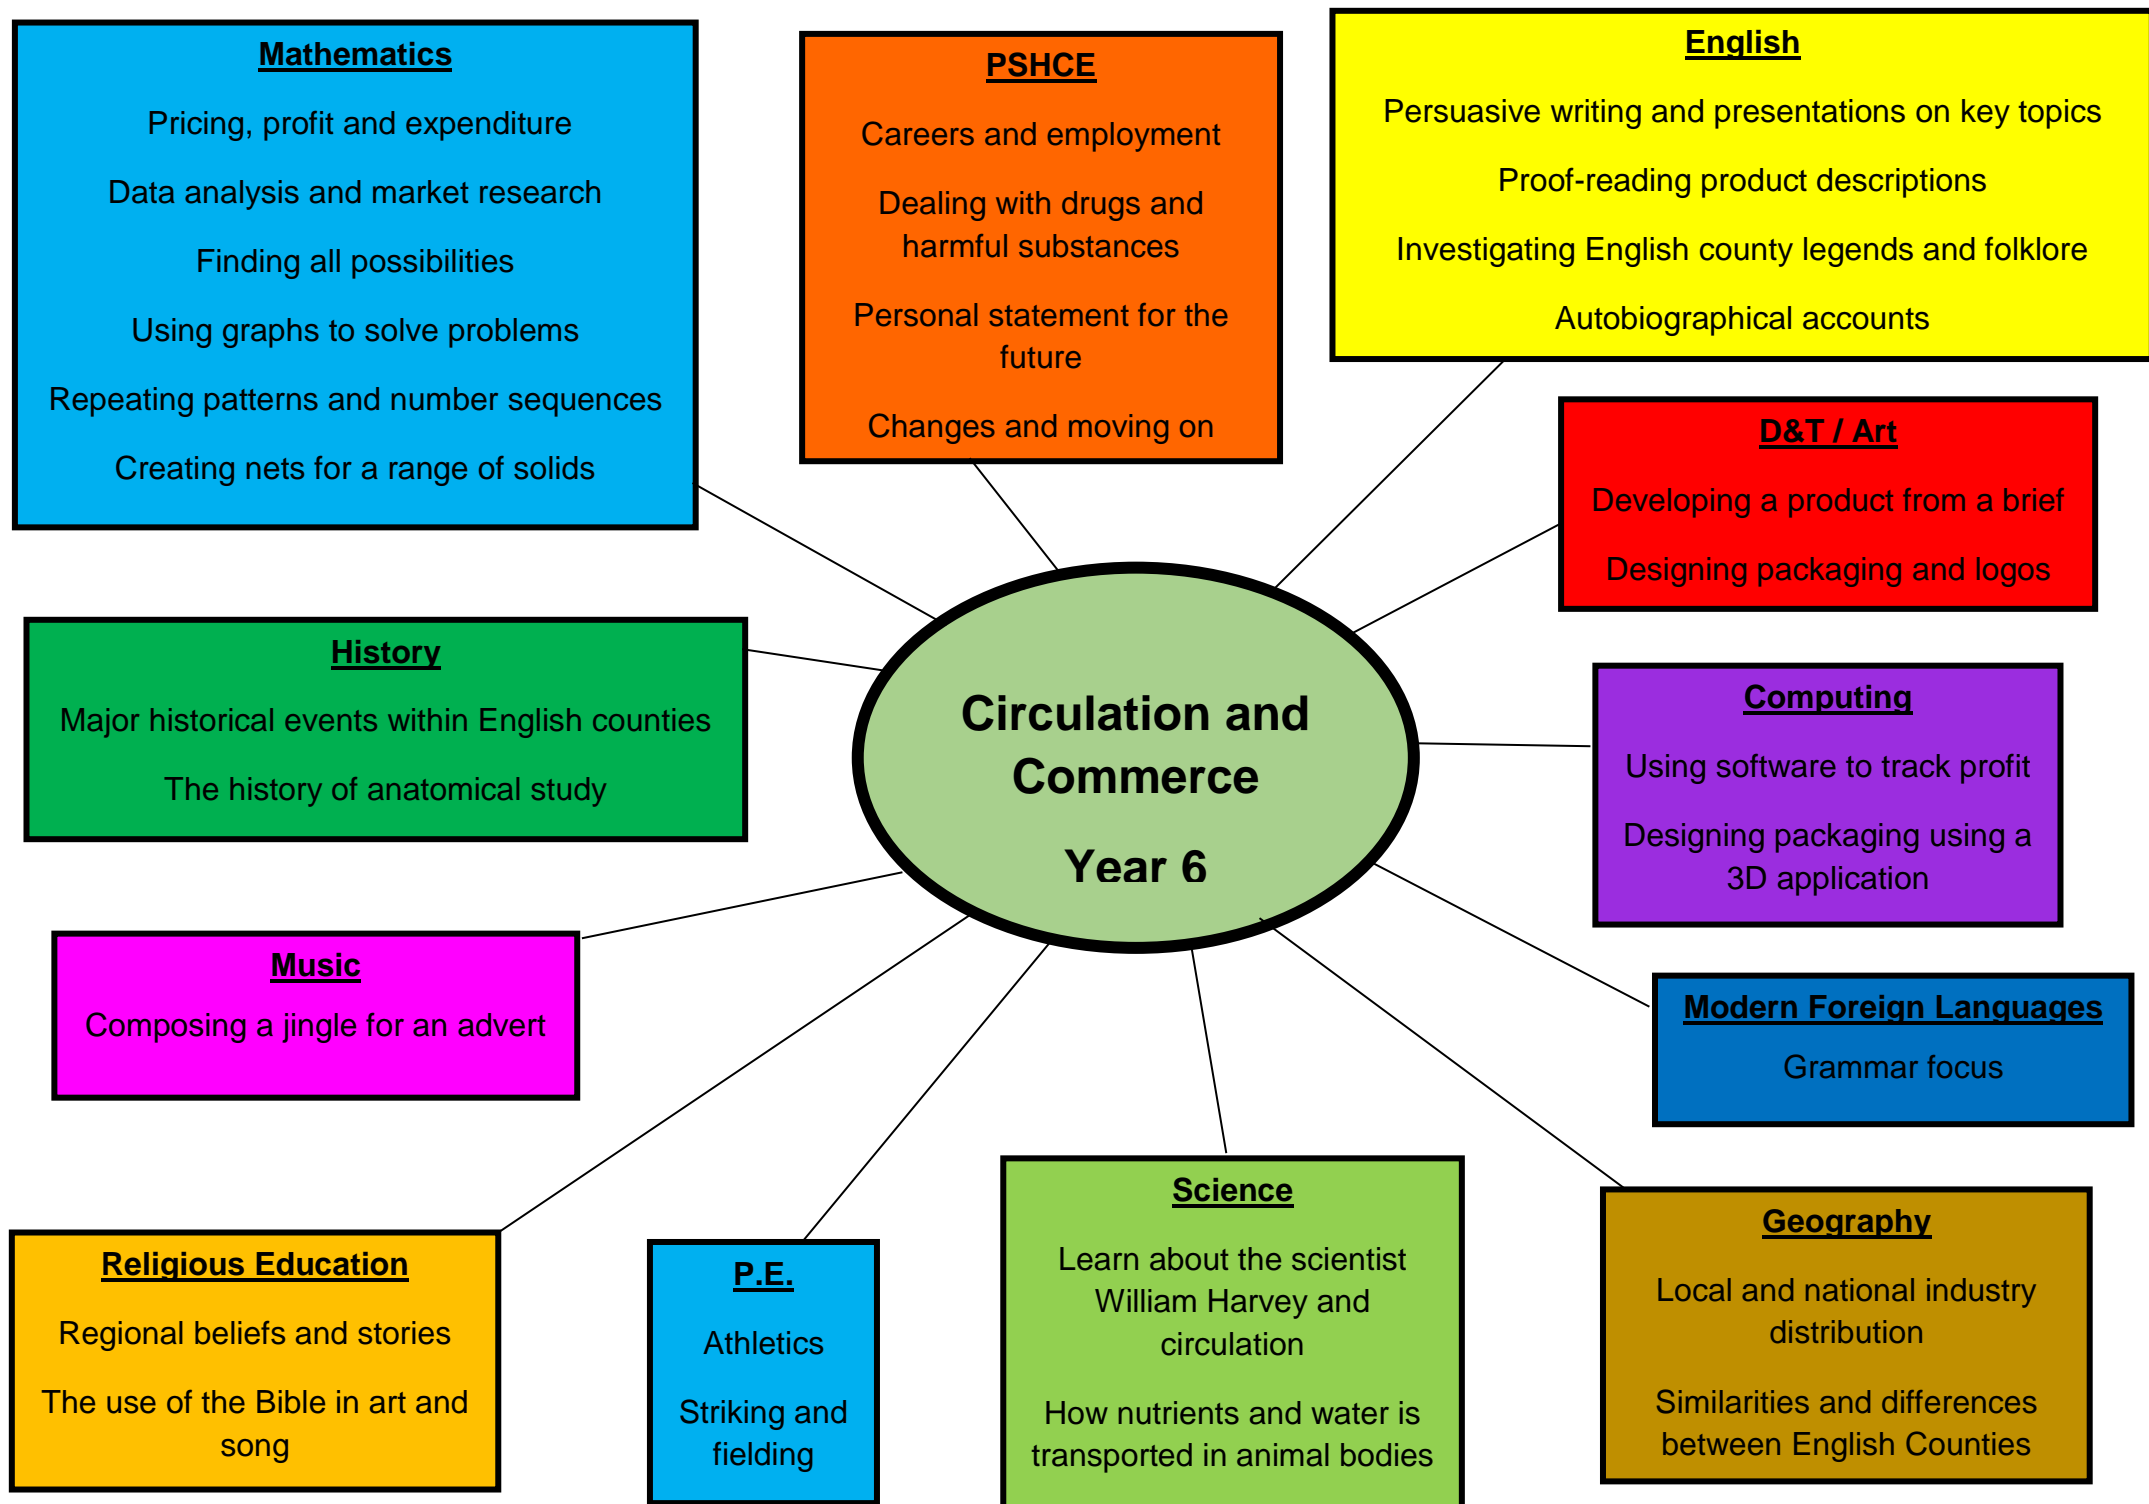 Mathematics
Pricing, profit and expenditure
Data analysis and market research
Finding all possibilities
Using graphs to solve problems
Repeating patterns and number sequences
Creating nets for a range of solids
PSHCE
Careers and employment
Dealing with drugs and
harmful substances
Personal statement for the
future
Changes and moving on
English
Persuasive writing and presentations on key topics
Proof-reading product descriptions
Investigating English county legends and folklore
Autobiographical accounts
D&T / Art
Developing a product from a brief
Designing packaging and logos
History
Major historical events within English counties
The history of anatomical study
Circulation and
Commerce
Year 6
Computing
Using software to track profit
Designing packaging using a
3D application
Music
Composing a jingle for an advert
Modern Foreign Languages
Grammar focus
Religious Education
Regional beliefs and stories
The use of the Bible in art and
song
P.E.
Athletics
Striking and
fielding
Science
Learn about the scientist
William Harvey and
circulation
How nutrients and water is
transported in animal bodies
Geography
Local and national industry
distribution
Similarities and differences
between English Counties